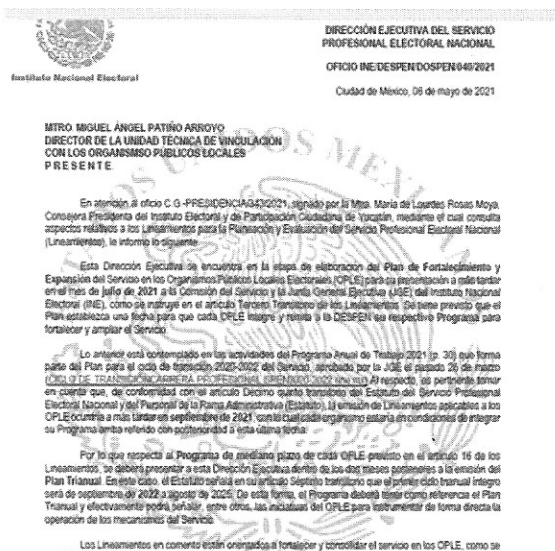 DIRECCIÓN EJECUTIVA DEL SERVICIO
PROFESIONAL ELECTORAL NACIONAL
Instituto Nacional Electoral
OFICIO INE/DESPEN/DOSPEN/040/2021
Ciudad de México, 06 de mayo de 2021
MTRO. MIGUEL ÁNGEL PATIÑO ARROYO
DIRECTOR DE LA UNIDAD TÉCNICA DE VINCULACIÓN
CON LOS ORGANISMSO PÚBLICOS LOCALES
P R E S E N T E
En atención al oficio C.G.-PRESIDENCIA/343/2021, signado por la Mtra. María de Lourdes Rosas Moya,
Consejera Presidenta del Instituto Electoral y de Participación Ciudadana de Yucatán, mediante el cual consulta
aspectos relativos a los Lineamientos para la Planeación y Evaluación del Servicio Profesional Electoral Nacional
(Lineamientos), le informo lo siguiente:
Esta Dirección Ejecutiva se encuentra en la etapa de elaboración del Plan de Fortalecimiento y
Expansión del Servicio en los Organismos Públicos Locales Electorales (OPLE) para su presentación a más tardar
en el mes de julio de 2021 a la Comisión del Servicio y la Junta General Ejecutiva (JGE) del Instituto Nacional
Electoral (INE), como se instruye en el artículo Tercero Transitorio de los Lineamientos. Se tiene previsto que el
Plan establezca una fecha para que cada OPLE integre y remita a la DESPEN su respectivo Programa para
fortalecer y ampliar el Servicio.
Lo anterior está contemplado en las actividades del Programa Anual de Trabajo 2021 (p. 30) que forma
parte del Plan para el ciclo de transición 2020-2022 del Servicio, aprobado por la JGE el pasado 26 de marzo
Al respecto, es pertinente tomar
en cuenta que, de conformidad con el artículo Décimo quinto transitorio del Estatuto del Servicio Profesional
Electoral Nacional y del Personal de la Rama Administrativa (Estatuto), la emisión de Lineamientos aplicables a los
OPLE ocurriría a más tardar en septiembre de 2021, con lo cual cada organismo estaría en condiciones de integrar
su Programa arriba referido con posterioridad a esta última fecha.
Por lo que respecta al Programa de mediano plazo de cada OPLE previsto en el artículo 16 de los
Lineamientos, se deberá presentar a esta Dirección Ejecutiva dentro de los dos meses posteriores a la emisión del
Plan Trianual. En este caso, el Estatuto señala en su artículo Séptimo transitorio que el primer ciclo trianual íntegro
será de septiembre de 2022 a agosto de 2025. De esta forma, el Programa deberá tener como referencia el Plan
Trianual y efectivamente podrá señalar, entre otros, las iniciativas del OPLE para instrumentar de forma directa la
operación de los mecanismos del Servicio.
Los Lineamientos en comento están orientados a fortalecer y consolidar el servicio en los OPLE, como se